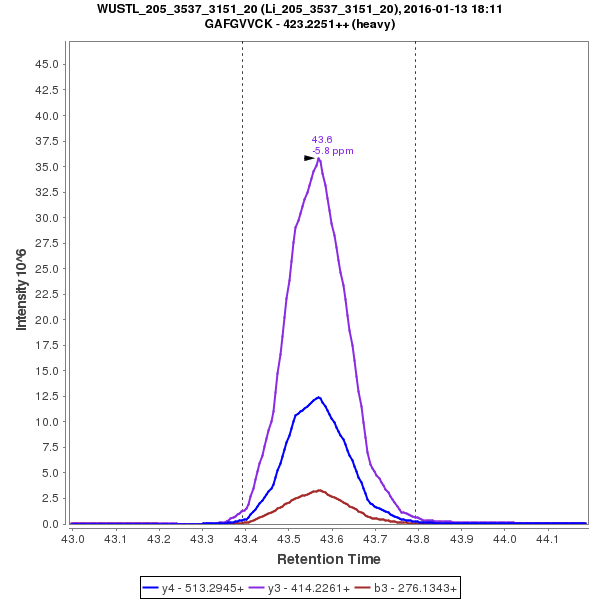 WUSTL_205_3537_3151_20 (Li_205_3537_3151_20), 2016-01-13 18:11
GAFGVVCK - 423.2251++ (heavy)
45.0
42.5
40.0
37.5
35.0
32.5
30.0
27.5
25.0
22.5
20.0
17.5
15.0
12.5
10.0
7.5
5.0
2.5
0.0
Intensity 10^6
43.6
-5.8 ppm
43.0 43.1 43.2 43.3 43.4 43.5 43.6 43.7 43.8 43.9 44.0 44.1
Retention Time
y4 - 513.2945+ y3 - 414.2261+ b3 - 276.1343+